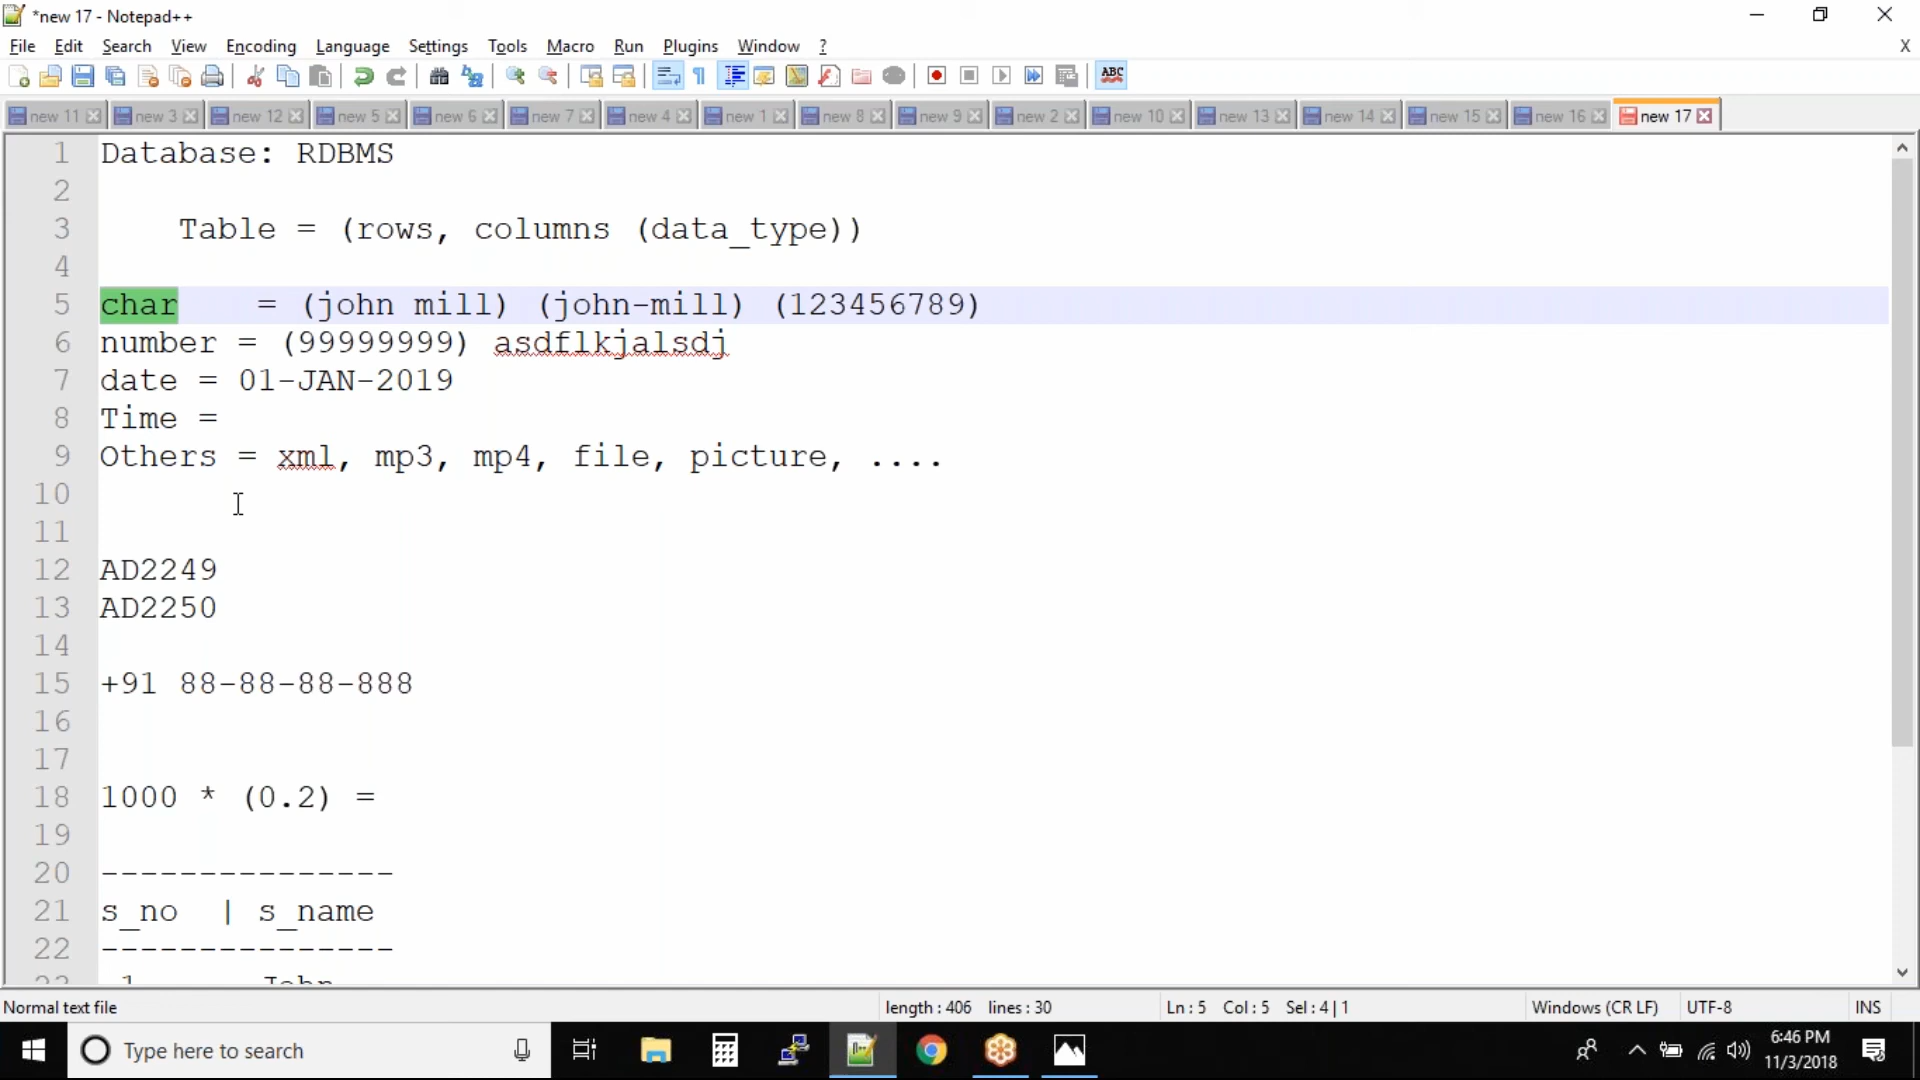 *new 17 - Notepad++
File Edit Search View Encoding Language Settings Tools Macro Run Plugins Window ? X
ABC
new 11 new 3 new 12 new 5 new 6 new 7 new 4 new 1 new 8 new 9 new 2 new 10 new 13 new 14 new 15 new 16 new 17
1 Database: RDBMS
2
3 Table = (rows, columns (data_type))
4
5 char = (john mill) (john-mill) (123456789)
6 number = (99999999) asdflkjalsdj
7 date = 01-JAN-2019
8 Time =
9 Others = xml, mp3, mp4, file, picture, ....
10
11
12 AD2249
13 AD2250
14
15 +91 88-88-88-888
16
17
18 1000 * (0.2) =
19
20 ---------------
21 s_no | s_name
22 ---------------
23 1 John
Normal text file length : 406 lines : 30 Ln : 5 Col : 5 Sel : 4 | 1 Windows (CR LF) UTF-8 INS
Type here to search
6:46 PM
11/3/2018